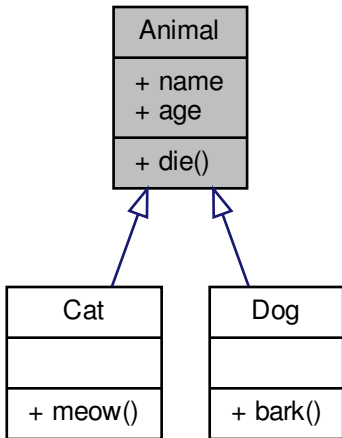 Animal
+ name
+ age
+ die()
Cat
+ meow()
Dog
+ bark()